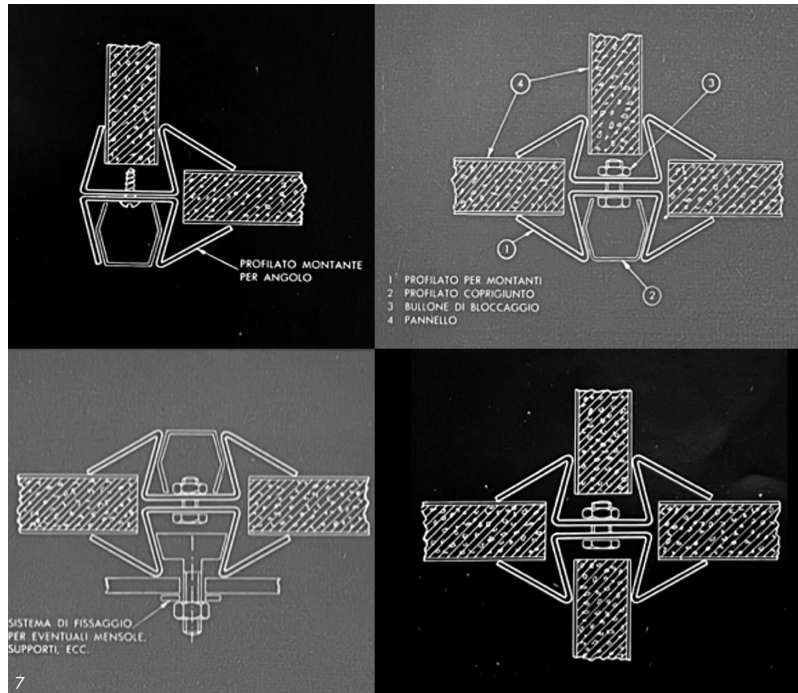 PROFILATO MONTANTE
PER ANGOLO
4
3
1
2
1 PROFILATO PER MONTANTI
2 PROFILATO COPRIGIUNTO
3 BULLONE DI BLOCCAGGIO
4 PANNELLO
SISTEMA DI FISSAGGIO
PER EVENTUALI MENSOLE,
SUPPORTI, ECC.
7